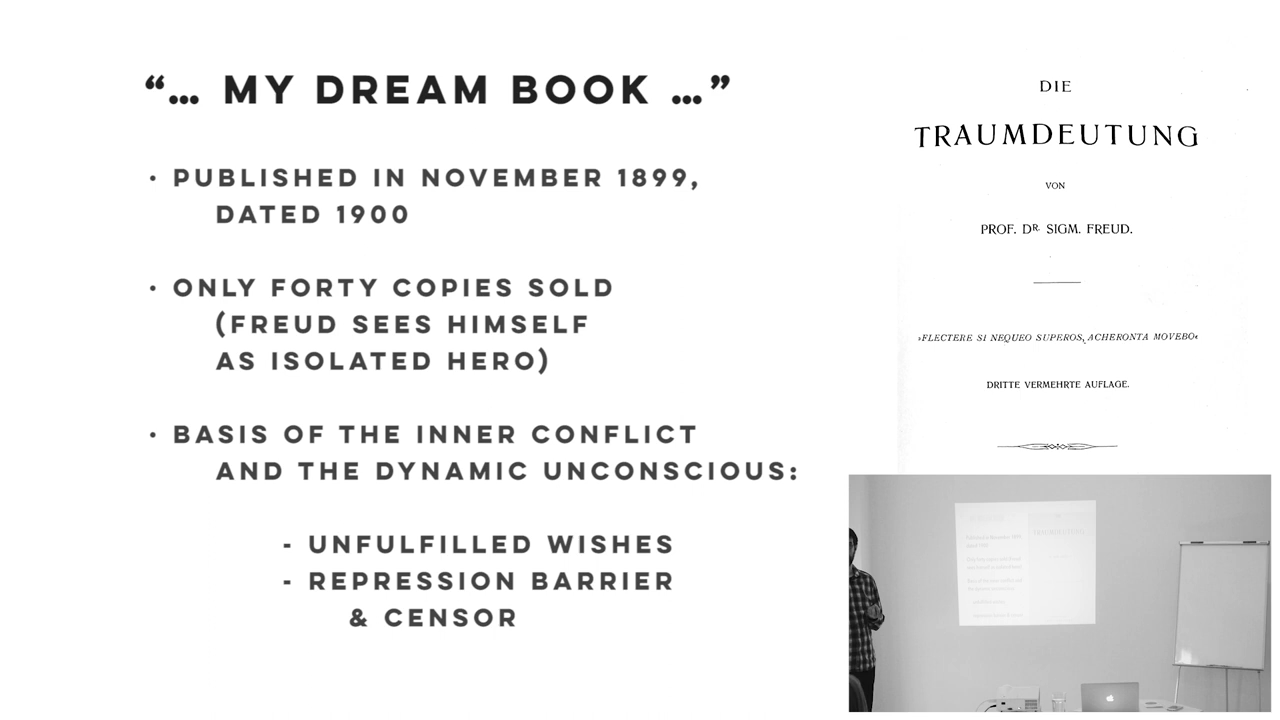 “… MY DREAM BOOK …”
• PUBLISHED IN NOVEMBER 1899,
DATED 1900
• ONLY FORTY COPIES SOLD
(FREUD SEES HIMSELF
AS ISOLATED HERO)
• BASIS OF THE INNER CONFLICT
AND THE DYNAMIC UNCONSCIOUS:
- UNFULFILLED WISHES
- REPRESSION BARRIER
& CENSOR
DIE
TRAUMDEUTUNG
VON
PROF. DR. SIGM. FREUD.
»FLECTERE SI NEQUEO SUPEROS, ACHERONTA MOVEBO«
DRITTE VERMEHRTE AUFLAGE.
TRAUMDEUTUNG